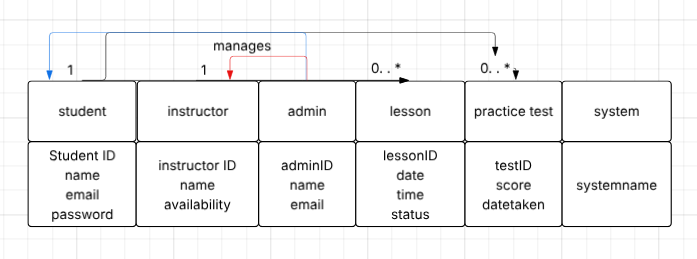 manages
1
1
0. . *
0. . *
student
instructor
admin
lesson
practice test
system
Student ID
name
email
password
instructor ID
name
availability
adminID
name
email
lessonID
date
time
status
testID
score
datetaken
systemname